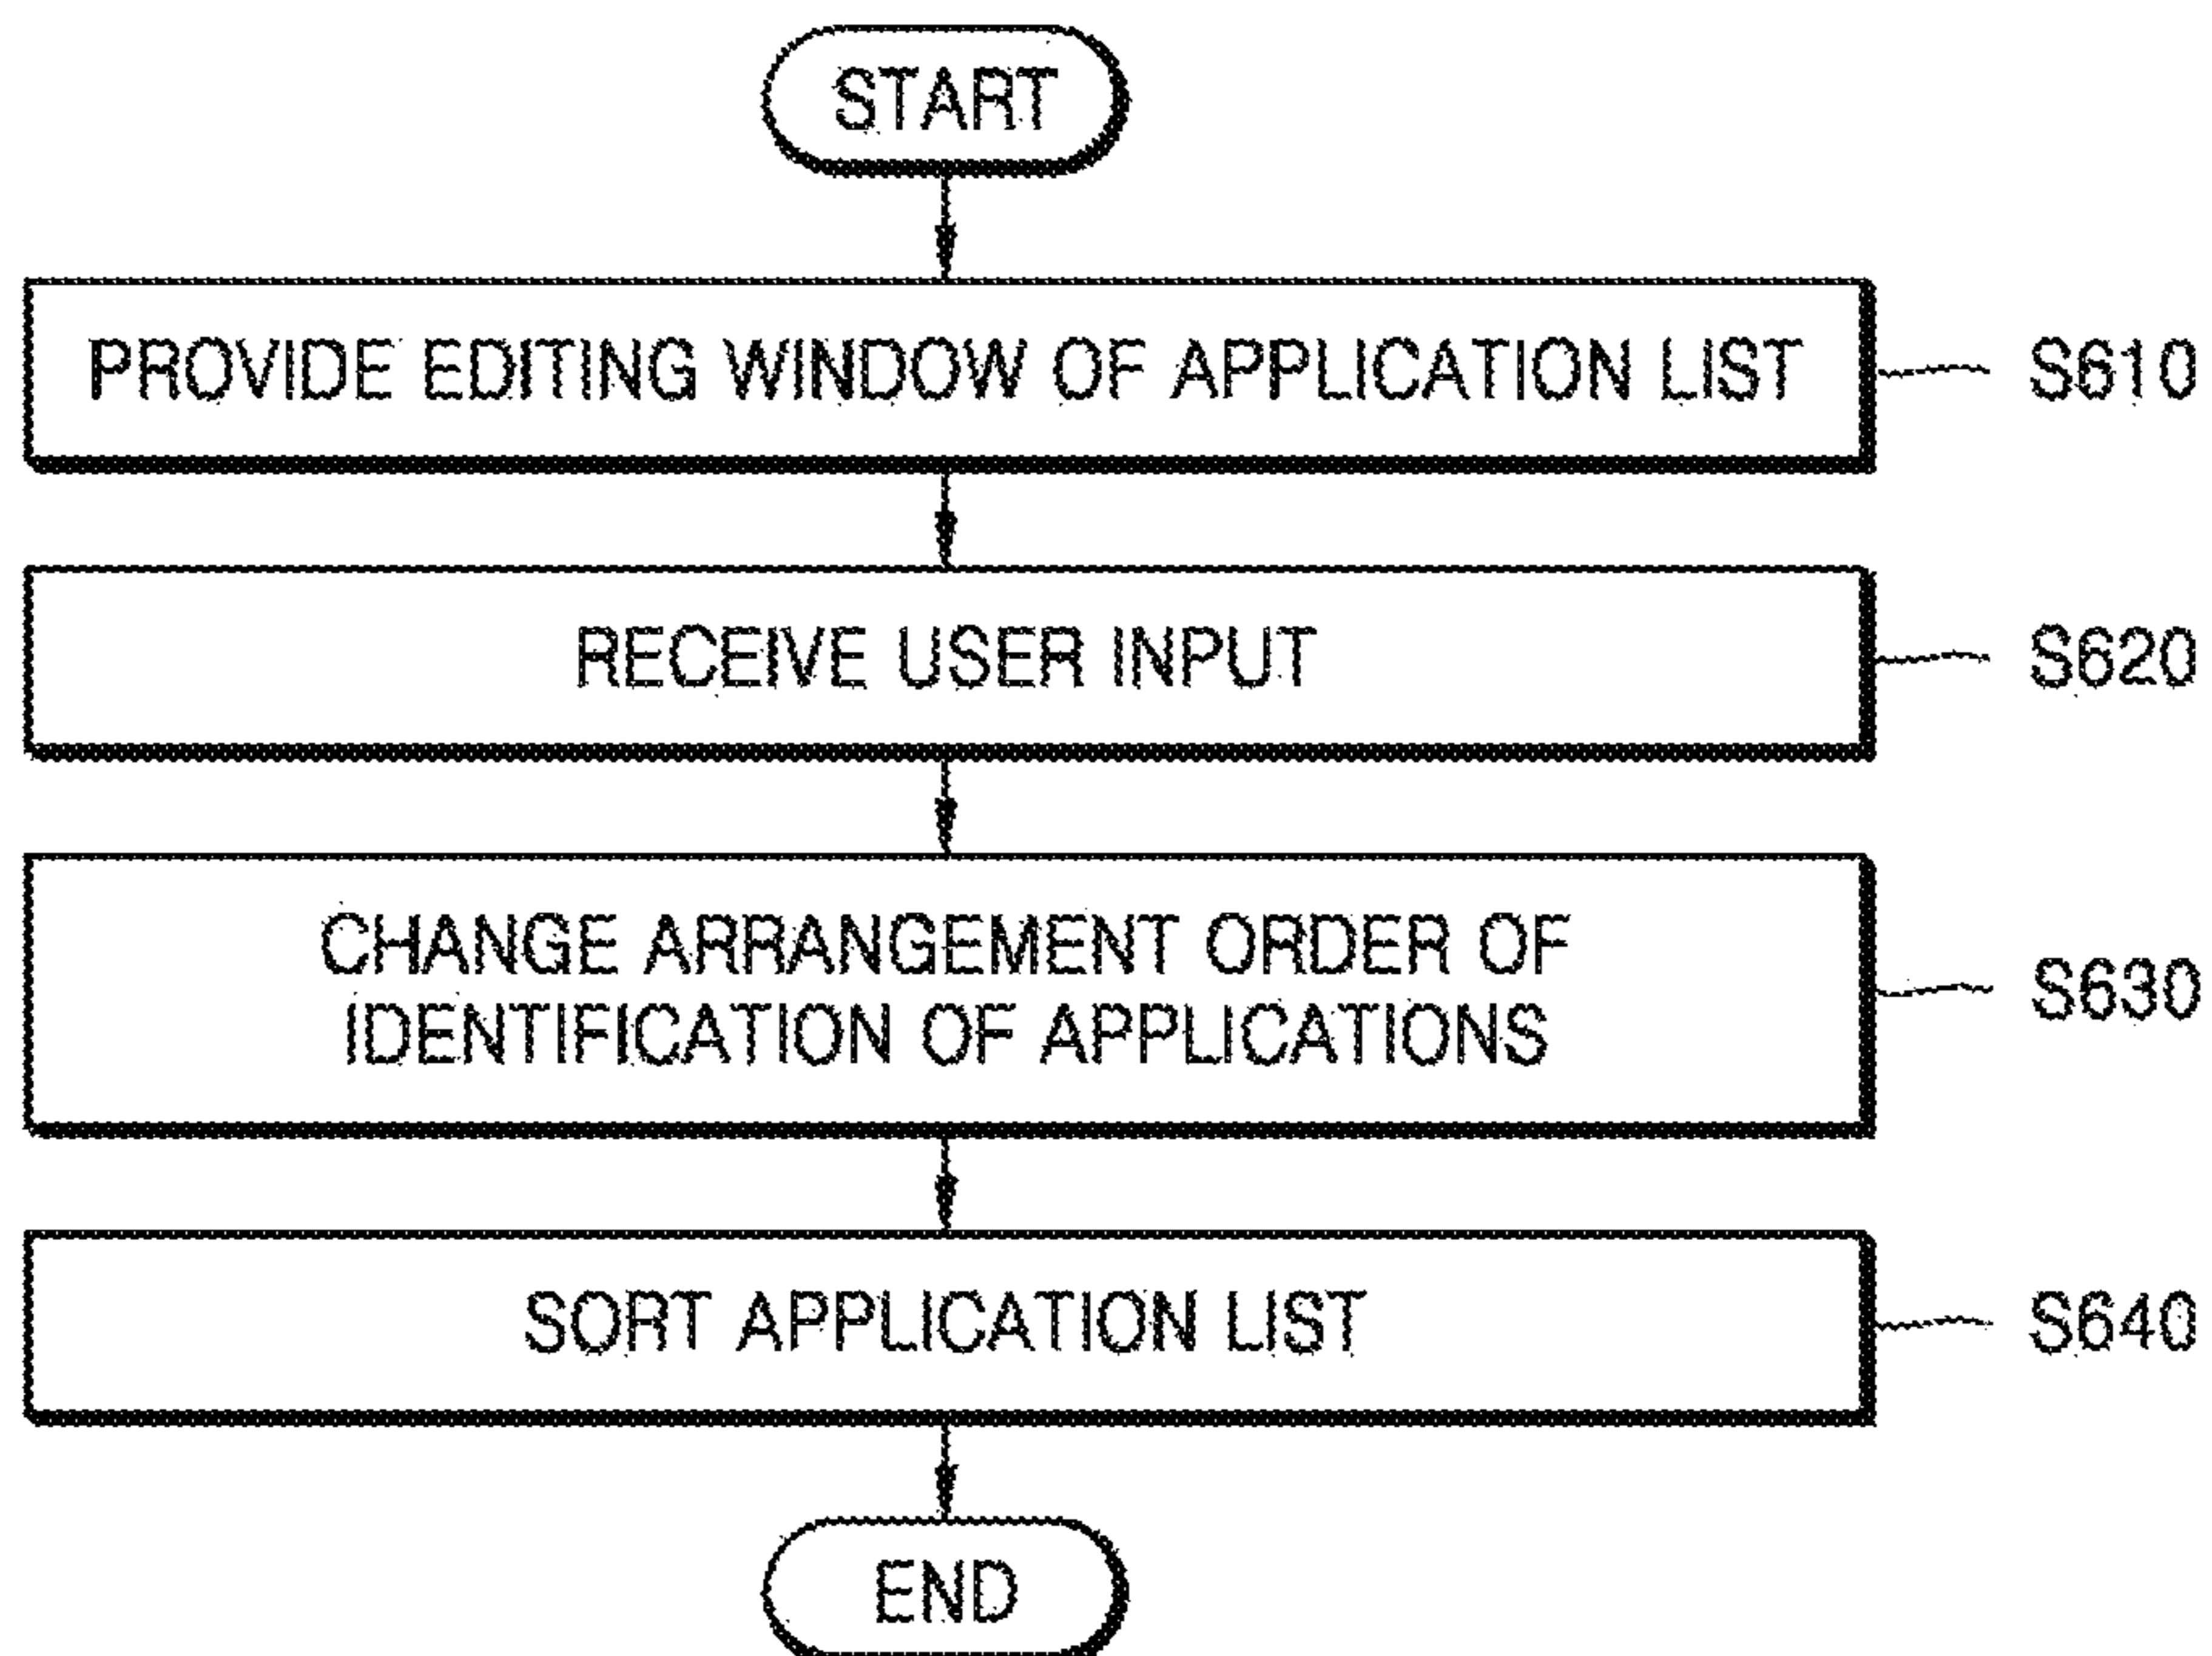 START
PROVIDE EDITING WINDOW OF APPLICATION LIST
S610
RECEIVE USER INPUT
S620
CHANGE ARRANGEMENT ORDER OF
IDENTIFICATION OF APPLICATIONS
S630
SORT APPLICATION LIST
S640
END